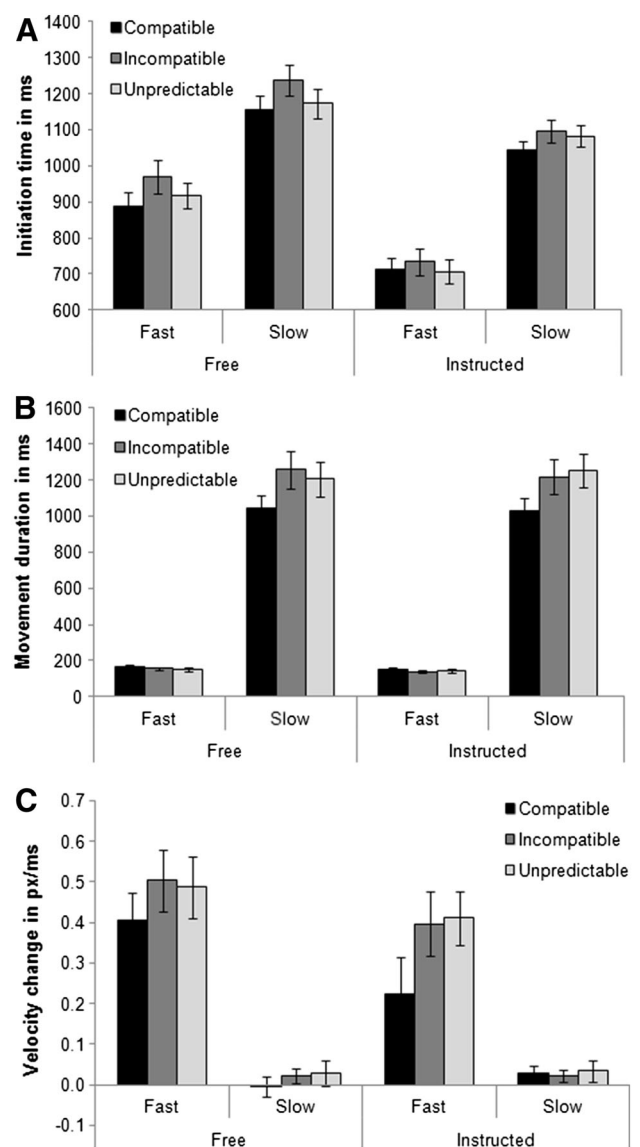 A
Initiation time in ms
1400
1300
1200
1100
1000
900
800
700
600
Compatible
Incompatible
Unpredictable
Fast
Slow
Fast
Slow
Free
Instructed
B
Movement duration in ms
1600
1400
1200
1000
800
600
400
200
0
Compatible
Incompatible
Unpredictable
Fast
Slow
Fast
Slow
Free
Instructed
C
Velocity change in px/ms
0.7
0.6
0.5
0.4
0.3
0.2
0.1
0.0
-0.1
Compatible
Incompatible
Unpredictable
Fast
Slow
Fast
Slow
Free
Instructed